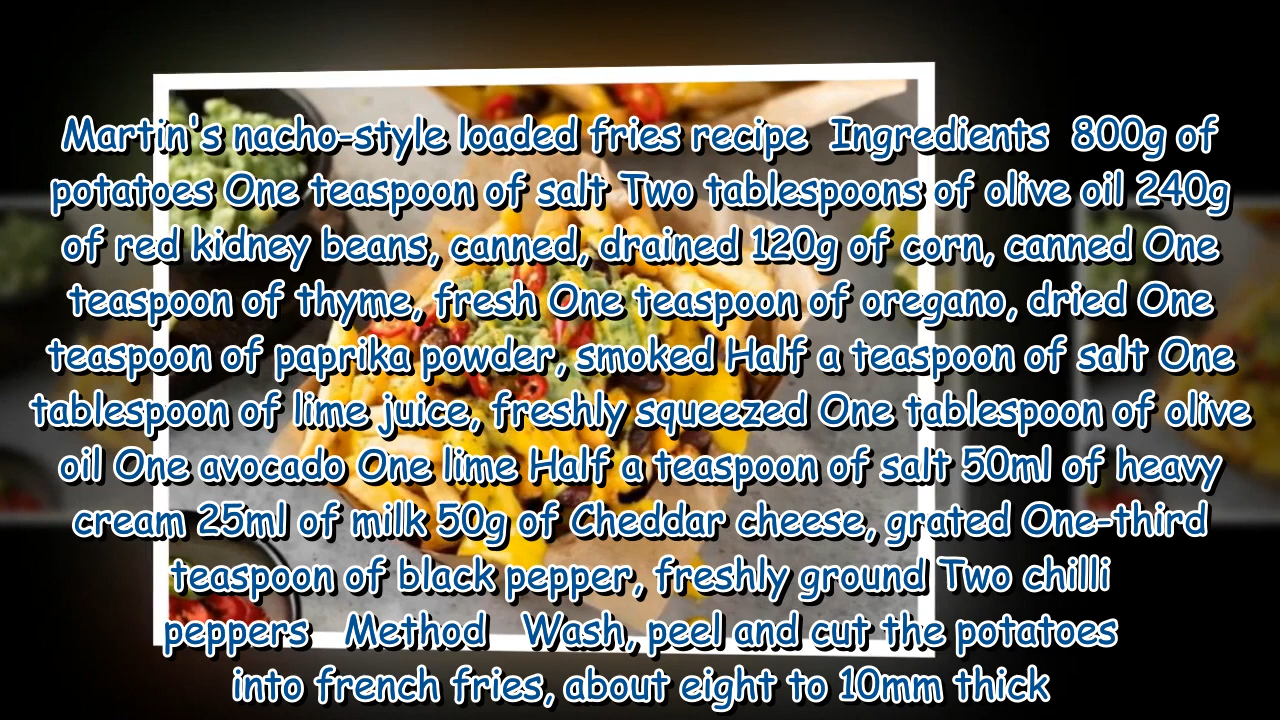 Martin's nacho-style loaded fries recipe Ingredients 800g of
potatoes One teaspoon of salt Two tablespoons of olive oil 240g
of red kidney beans, canned, drained 120g of corn, canned One
teaspoon of thyme, fresh One teaspoon of oregano, dried One
teaspoon of paprika powder, smoked Half a teaspoon of salt One
tablespoon of lime juice, freshly squeezed One tablespoon of olive
oil One avocado One lime Half a teaspoon of salt 50ml of heavy
cream 25ml of milk 50g of Cheddar cheese, grated One-third
teaspoon of black pepper, freshly ground Two chilli
peppers Method Wash, peel and cut the potatoes
into french fries, about eight to 10mm thick